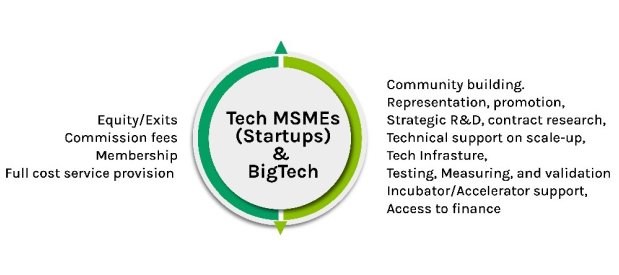 Equity/Exits
Commission fees
Membership
Full cost service provision
Tech MSMEs
(Startups)
&
BigTech
Community building.
Representation, promotion,
Strategic R&D, contract research,
Technical support on scale-up,
Tech Infrasture,
Testing, Measuring, and validation
Incubator/Accelerator support,
Access to finance